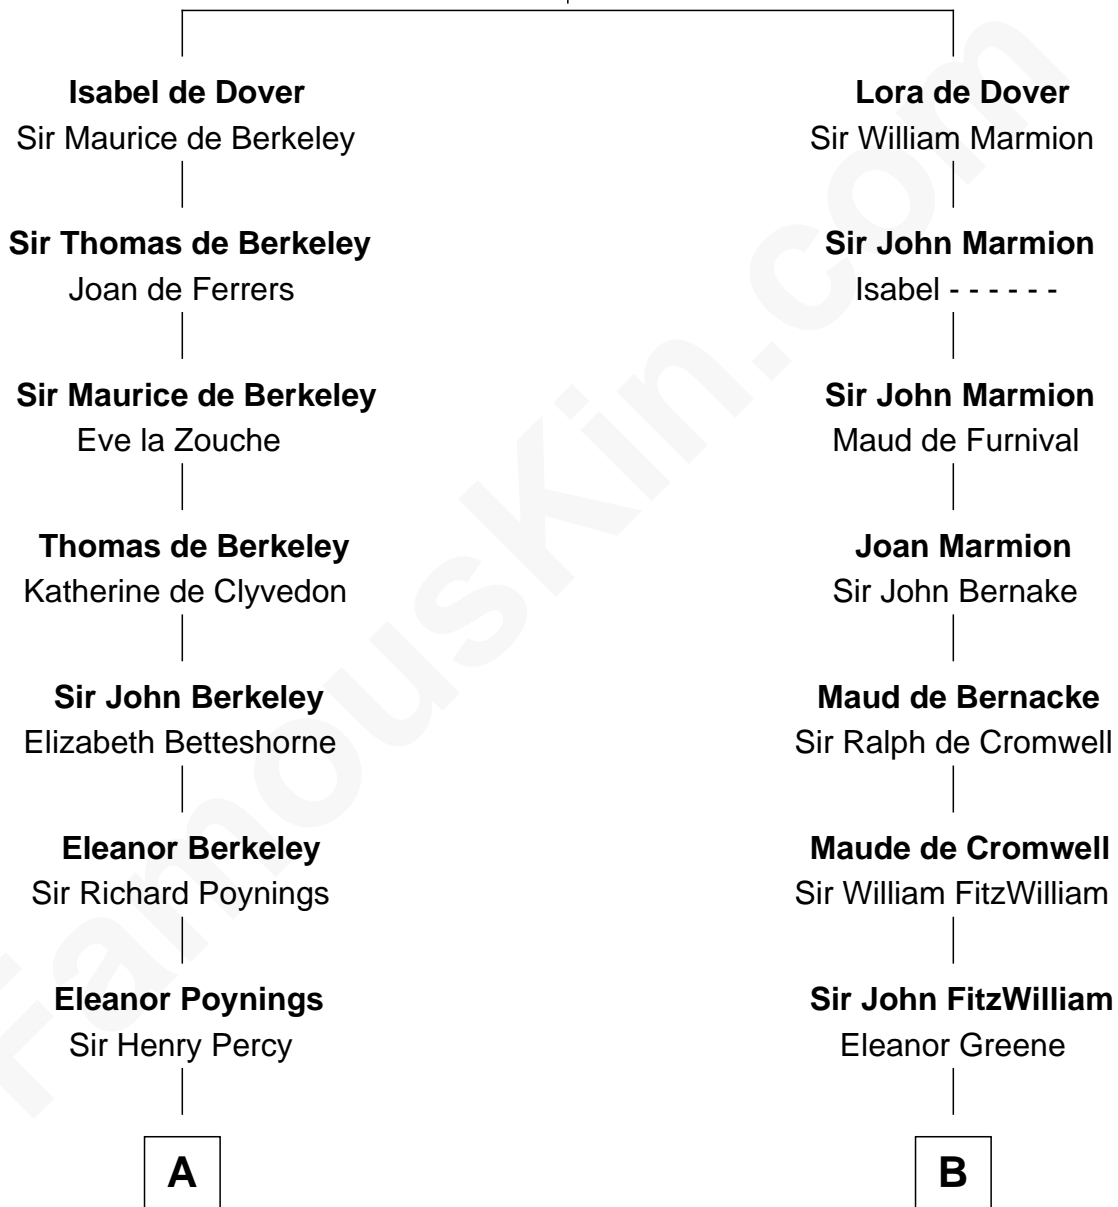 Isabel de Dover
Sir Maurice de Berkeley
Sir Thomas de Berkeley
Joan de Ferrers
Sir Maurice de Berkeley
Eve la Zouche
Thomas de Berkeley
Katherine de Clyvedon
Sir John Berkeley
Elizabeth Betteshorne
Eleanor Berkeley
Sir Richard Poynings
Eleanor Poynings
Sir Henry Percy
A
Lora de Dover
Sir William Marmion
Sir John Marmion
Isabel - - - - - -
Sir John Marmion
Maud de Furnival
Joan Marmion
Sir John Bernake
Maud de Bernacke
Sir Ralph de Cromwell
Maude de Cromwell
Sir William FitzWilliam
Sir John FitzWilliam
Eleanor Greene
B
FamousKin.com